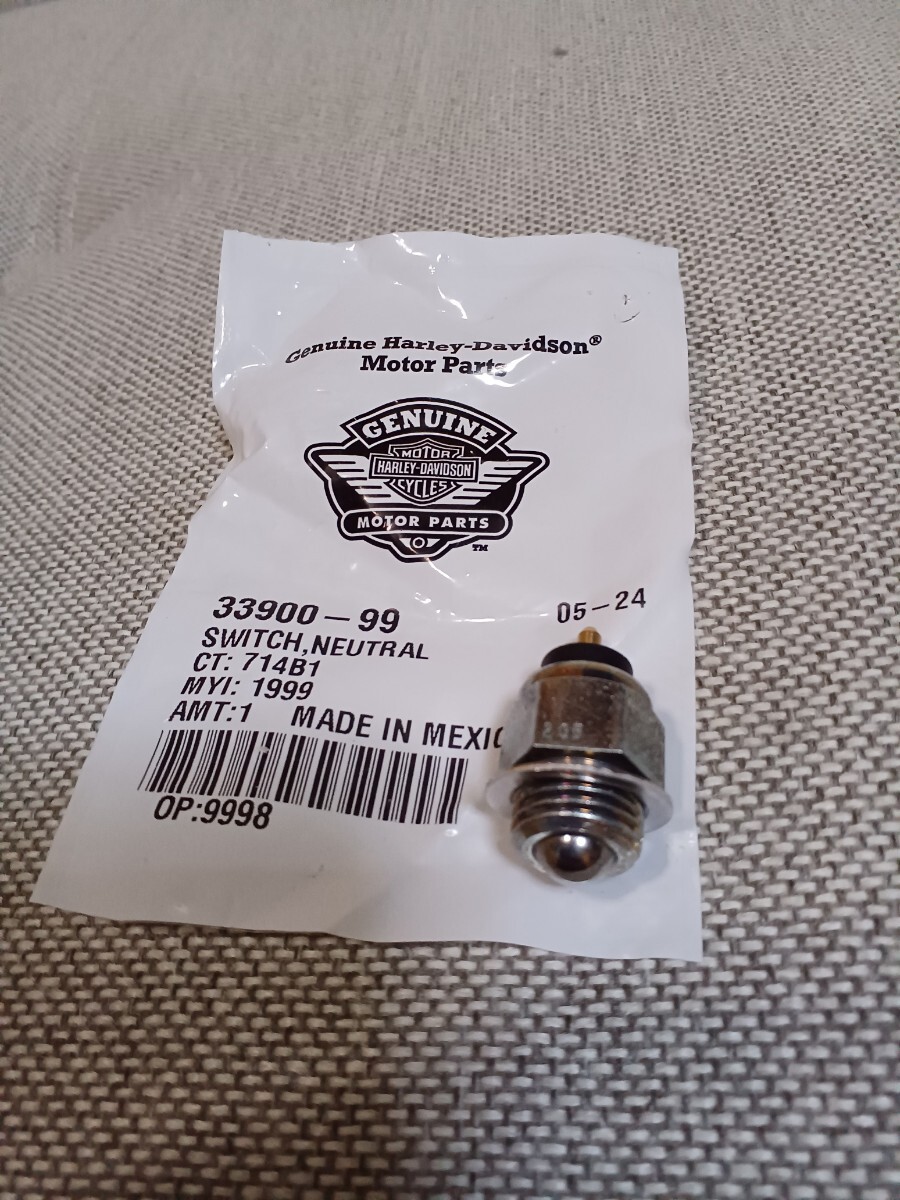 Genuine Harley-Davidson®
Motor Parts
GENUINE
MOTOR
HARLEY-DAVIDSON
CYCLES
MOTOR PARTS
TM
33900-99
05-24
SWITCH,NEUTRAL
CT: 714B1
MYI: 1999
AMT:1 MADE IN MEXIC
OP:9998